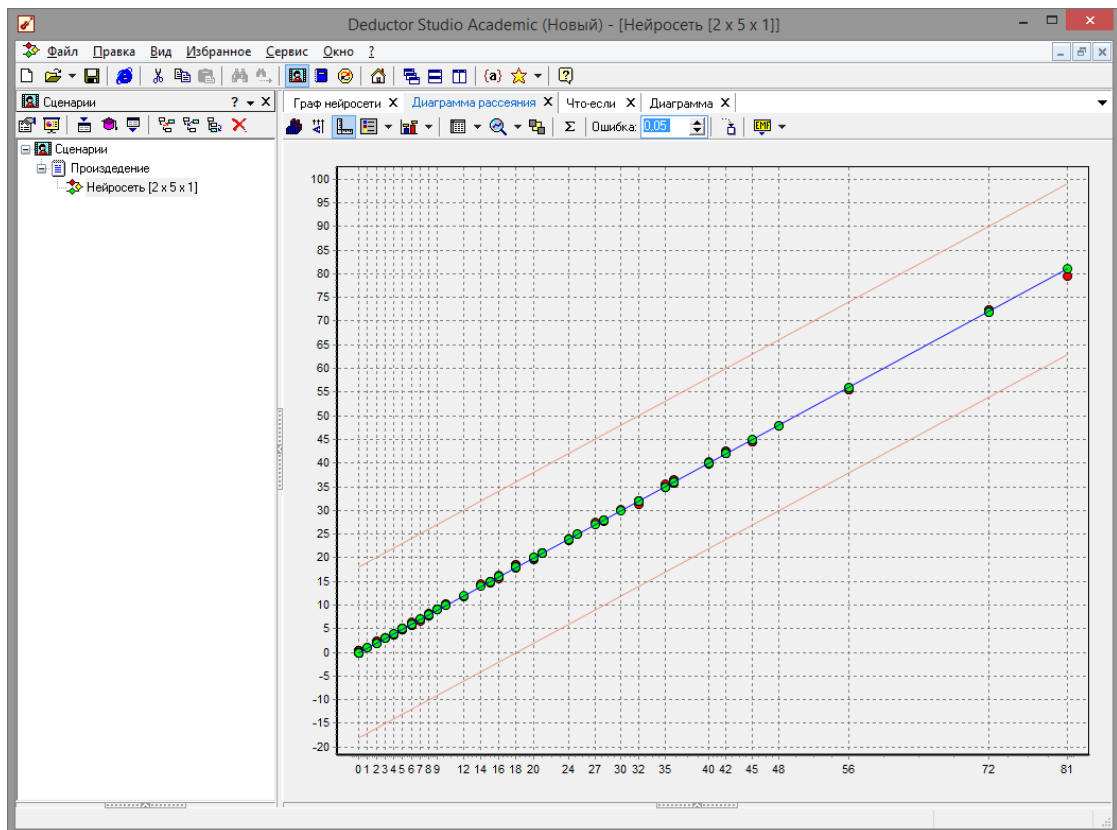 Deductor Studio Academic (Новый) - [Нейросеть [2 x 5 x 1]]
Файл Правка Вид Избранное Сервис Окно ?
Сценарии ?
Граф нейросети X Диаграмма рассеяния X Что-если X Диаграмма X
Σ Ошибка: 0,05 EMF
Сценарии
Произдедение
Нейросеть [2 x 5 x 1]
100
95
90
85
80
75
70
65
60
55
50
45
40
35
30
25
20
15
10
5
0
-5
-10
-15
-20
0 1 2 3 4 5 6 7 8 9 12 14 16 18 20 24 27 30 32 35 40 42 45 48 56 72 81